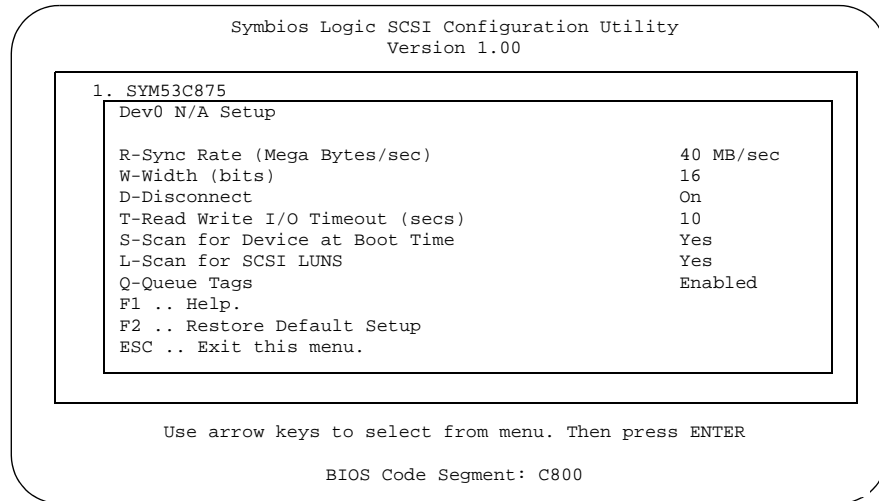 Symbios Logic SCSI Configuration Utility
Version 1.00
1. SYM53C875
Dev0 N/A Setup
R-Sync Rate (Mega Bytes/sec) 40 MB/sec
W-Width (bits) 16
D-Disconnect On
T-Read Write I/O Timeout (secs) 10
S-Scan for Device at Boot Time Yes
L-Scan for SCSI LUNS Yes
Q-Queue Tags Enabled
F1 .. Help.
F2 .. Restore Default Setup
ESC .. Exit this menu.
Use arrow keys to select from menu. Then press ENTER
BIOS Code Segment: C800